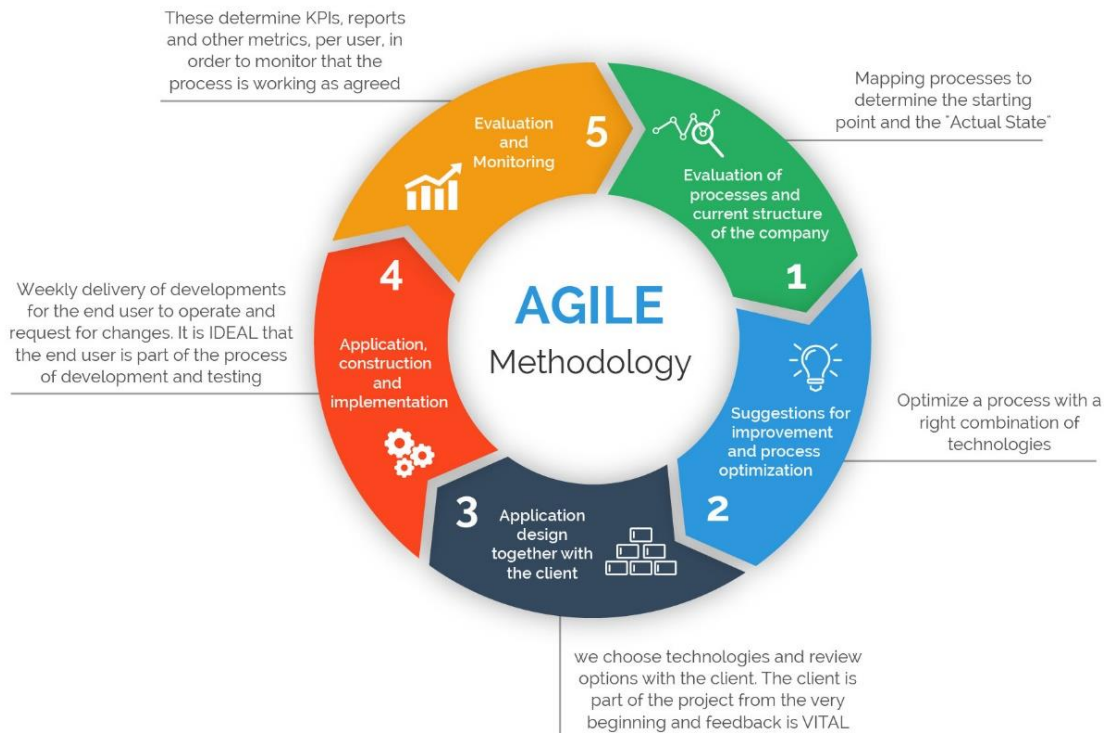 AGILE
Methodology
1
Evaluation of
processes and
current structure
of the company
Mapping processes to
determine the starting
point and the "Actual State"
2
Suggestions for
improvement
and process
optimization
Optimize a process with a
right combination of
technologies
3
Application
design
together with
the client
we choose technologies and review
options with the client. The client is
part of the project from the very
beginning and feedback is VITAL
4
Application,
construction
and
implementation
Weekly delivery of developments
for the end user to operate and
request for changes. It is IDEAL that
the end user is part of the process
of development and testing
5
Evaluation
and
Monitoring
These determine KPIs, reports
and other metrics, per user, in
order to monitor that the
process is working as agreed